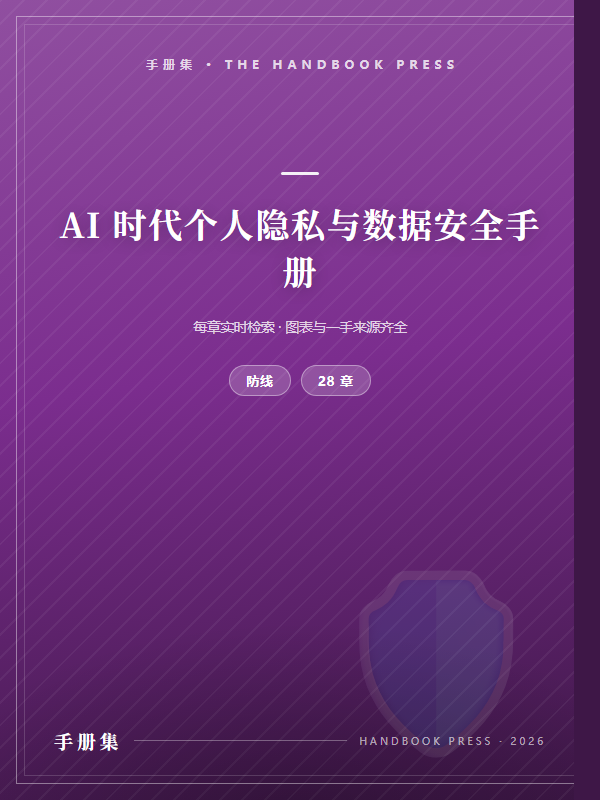 手册集 • THE HANDBOOK PRESS
AI 时代个人隐私与数据安全手
册
每章实时检索 · 图表与一手来源齐全
防线
28 章
手册集
HANDBOOK PRESS · 2026